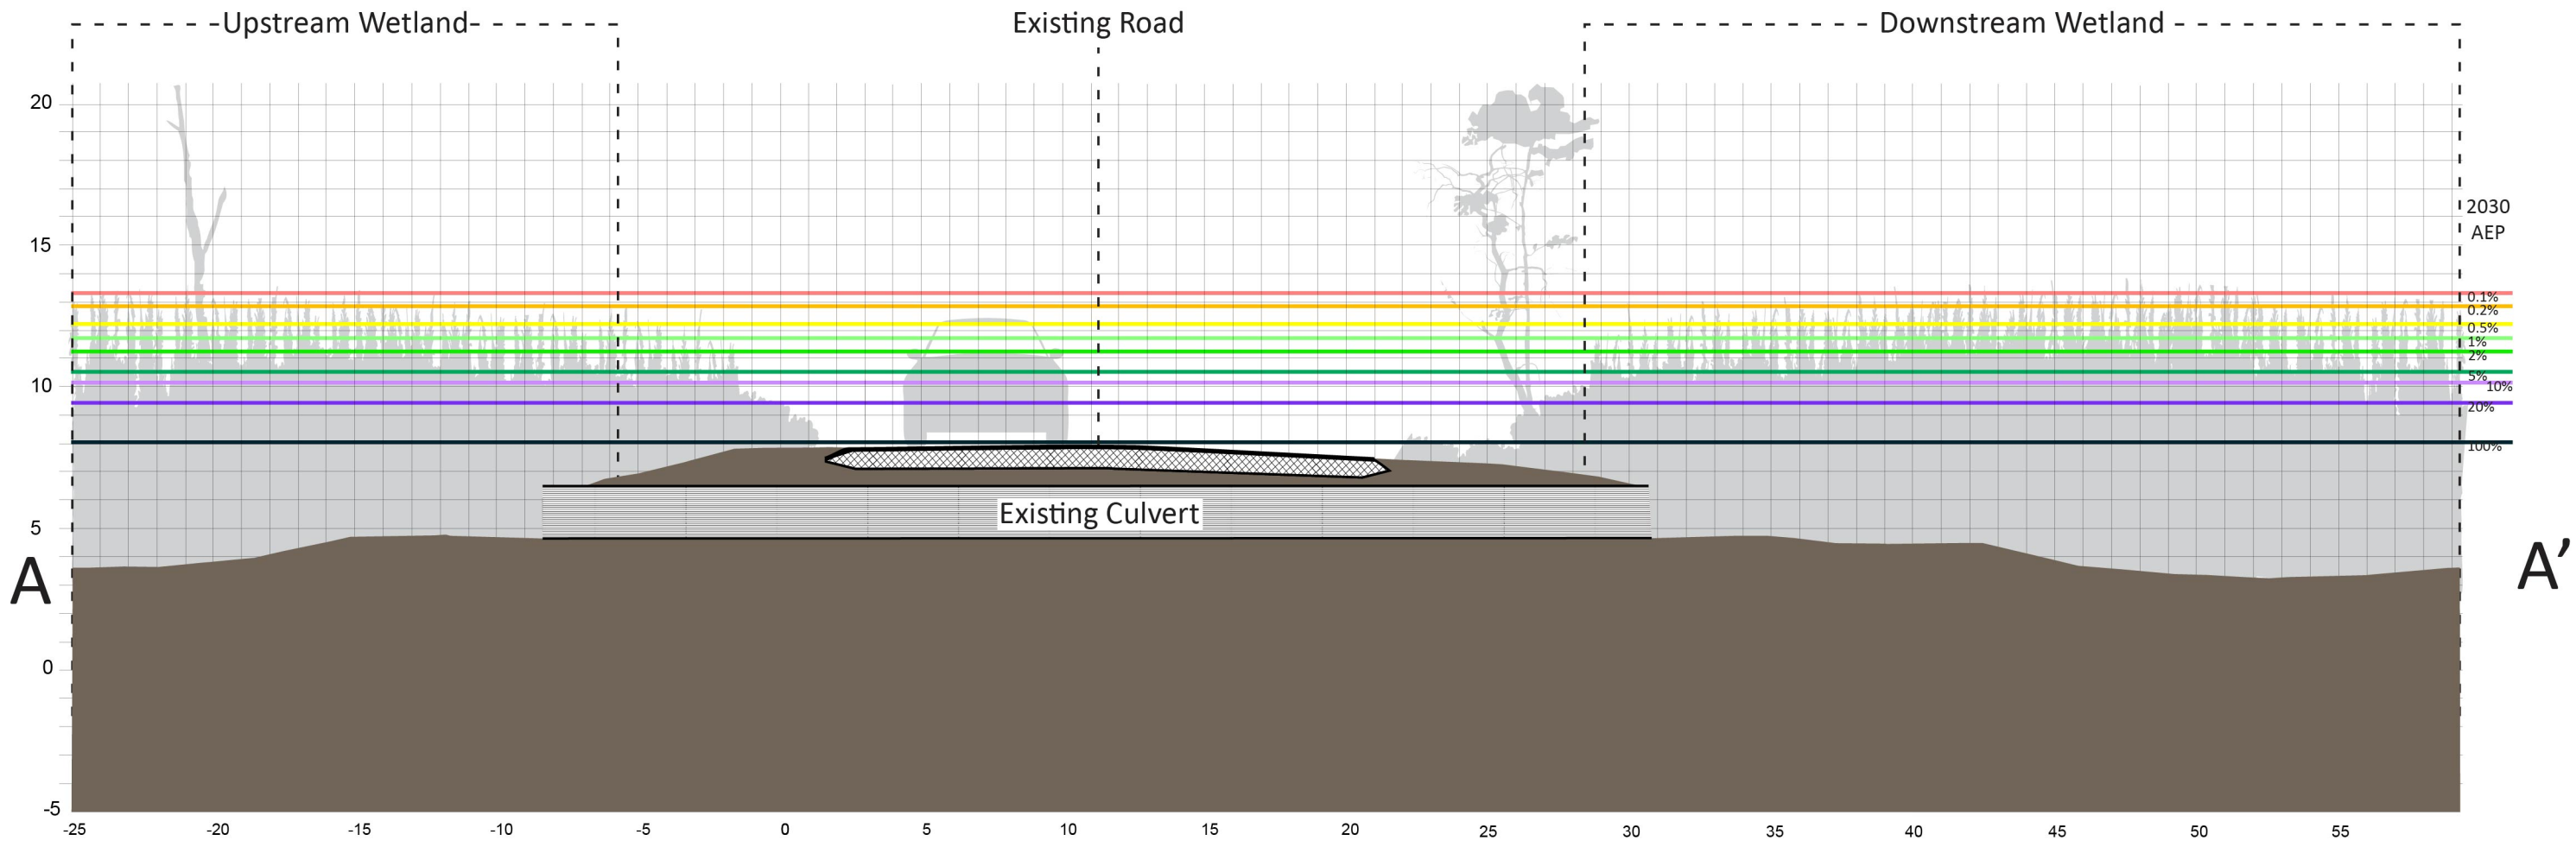 Upstream Wetland
Existing Road
Downstream Wetland
20
15
10
5
0
-5
2030
AEP
0.1%
0.2%
0.5%
1%
2%
5%
10%
20%
100%
Existing Culvert
A
A’
-25 -20 -15 -10 -5 0 5 10 15 20 25 30 35 40 45 50 55